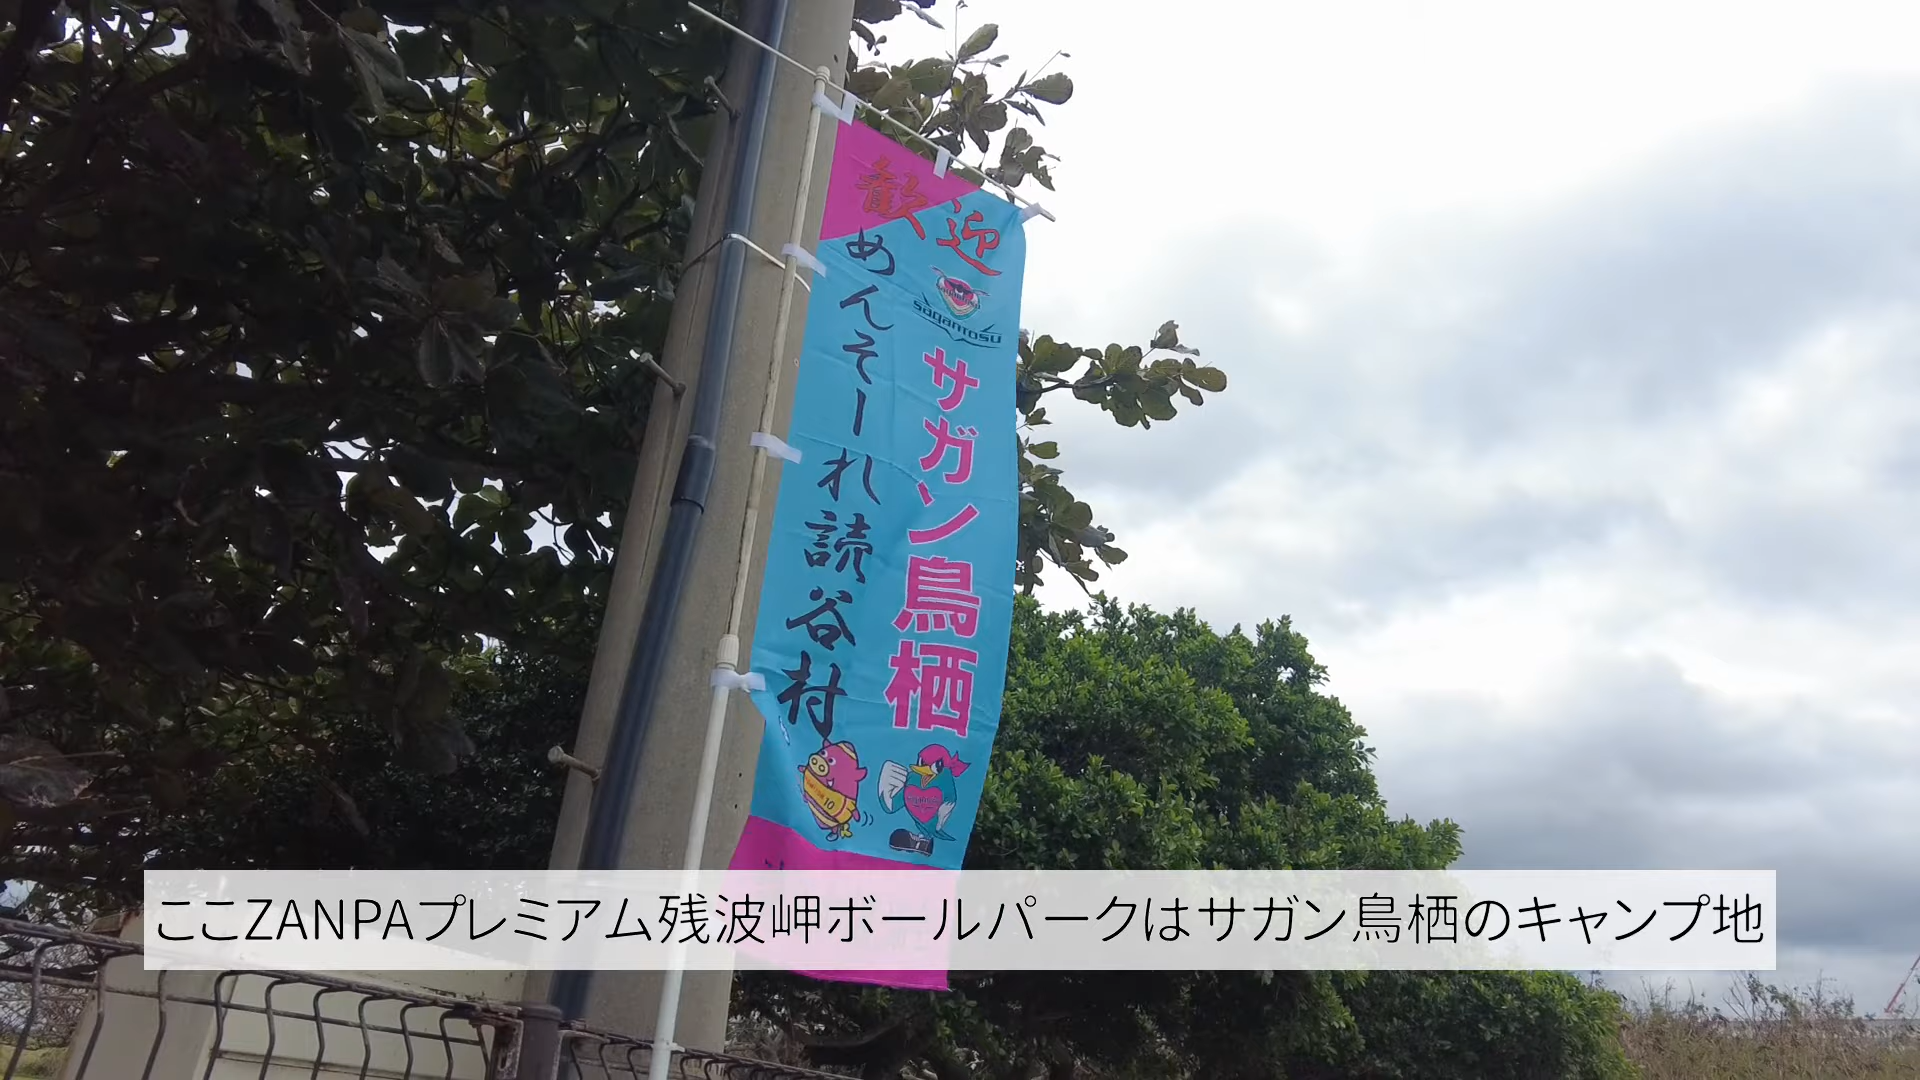 歓迎
sagantosu
サガン鳥栖
めんそーれ読谷村
10
ここZANPAプレミアム残波岬ボールパークはサガン鳥栖のキャンプ地